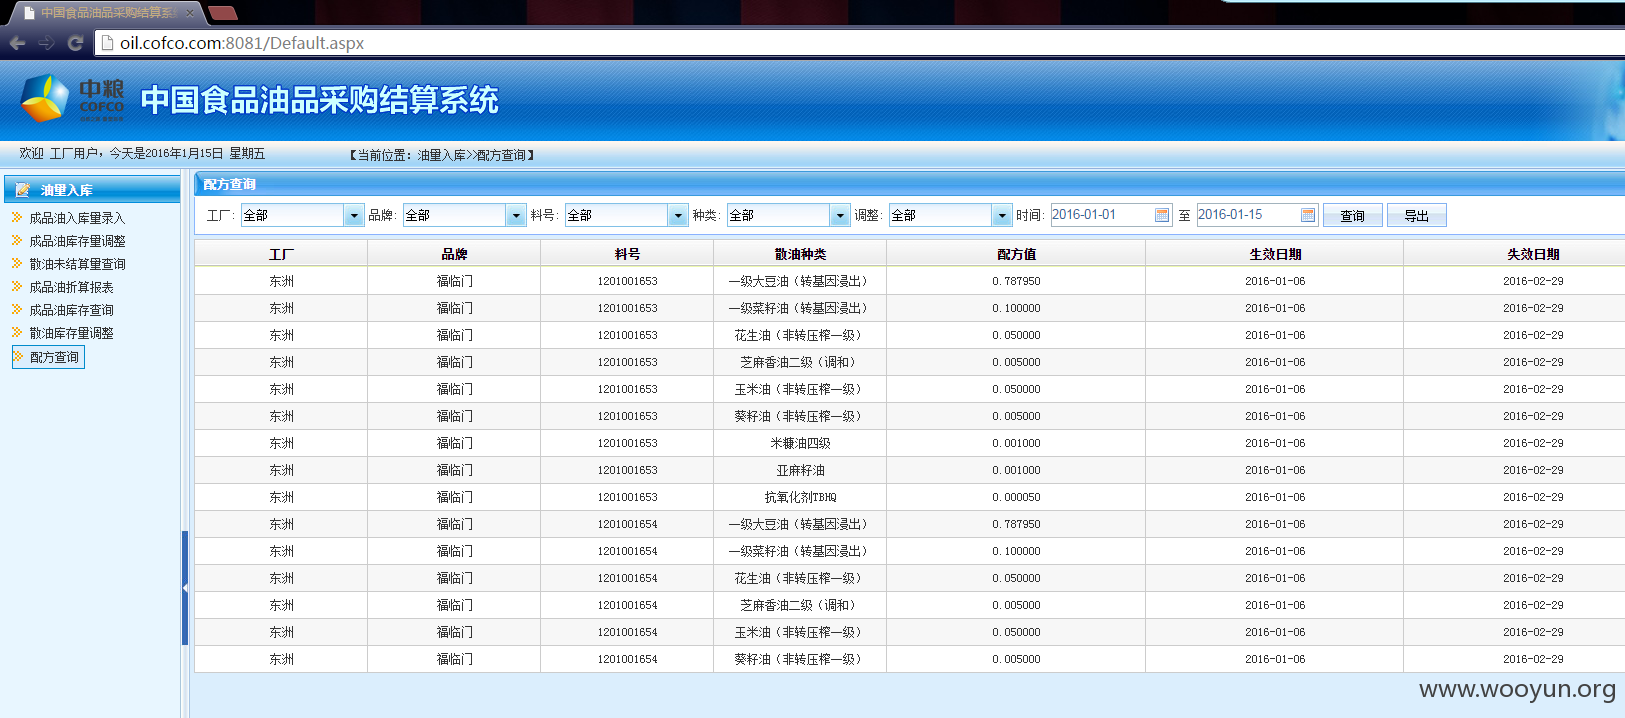 中国食品油品采购结算系
oil.cofco.com:8081/Default.aspx
中粮
COFCO
中国食品油品采购结算系统
欢迎 工厂用户，今天是2016年1月15日 星期五 【当前位置：油量入库>>配方查询】
油量入库
成品油入库量录入
成品油库存量调整
散油未结算量查询
成品油折算报表
成品油库存查询
散油库存量调整
配方查询
配方查询
工厂: 全部 品牌: 全部 料号: 全部 种类: 全部 调整: 全部 时间: 2016-01-01 至 2016-01-15 查询 导出
工厂 品牌 料号 散油种类 配方值 生效日期 失效日期
东洲 福临门 1201001653 一级大豆油（转基因浸出） 0.787950 2016-01-06 2016-02-29
东洲 福临门 1201001653 一级菜籽油（转基因浸出） 0.100000 2016-01-06 2016-02-29
东洲 福临门 1201001653 花生油（非转压榨一级） 0.050000 2016-01-06 2016-02-29
东洲 福临门 1201001653 芝麻香油二级（调和） 0.005000 2016-01-06 2016-02-29
东洲 福临门 1201001653 玉米油（非转压榨一级） 0.050000 2016-01-06 2016-02-29
东洲 福临门 1201001653 葵籽油（非转压榨一级） 0.005000 2016-01-06 2016-02-29
东洲 福临门 1201001653 米糠油四级 0.001000 2016-01-06 2016-02-29
东洲 福临门 1201001653 亚麻籽油 0.001000 2016-01-06 2016-02-29
东洲 福临门 1201001653 抗氧化剂TBHQ 0.000050 2016-01-06 2016-02-29
东洲 福临门 1201001654 一级大豆油（转基因浸出） 0.787950 2016-01-06 2016-02-29
东洲 福临门 1201001654 一级菜籽油（转基因浸出） 0.100000 2016-01-06 2016-02-29
东洲 福临门 1201001654 花生油（非转压榨一级） 0.050000 2016-01-06 2016-02-29
东洲 福临门 1201001654 芝麻香油二级（调和） 0.005000 2016-01-06 2016-02-29
东洲 福临门 1201001654 玉米油（非转压榨一级） 0.050000 2016-01-06 2016-02-29
东洲 福临门 1201001654 葵籽油（非转压榨一级） 0.005000 2016-01-06 2016-02-29
www.wooyun.org